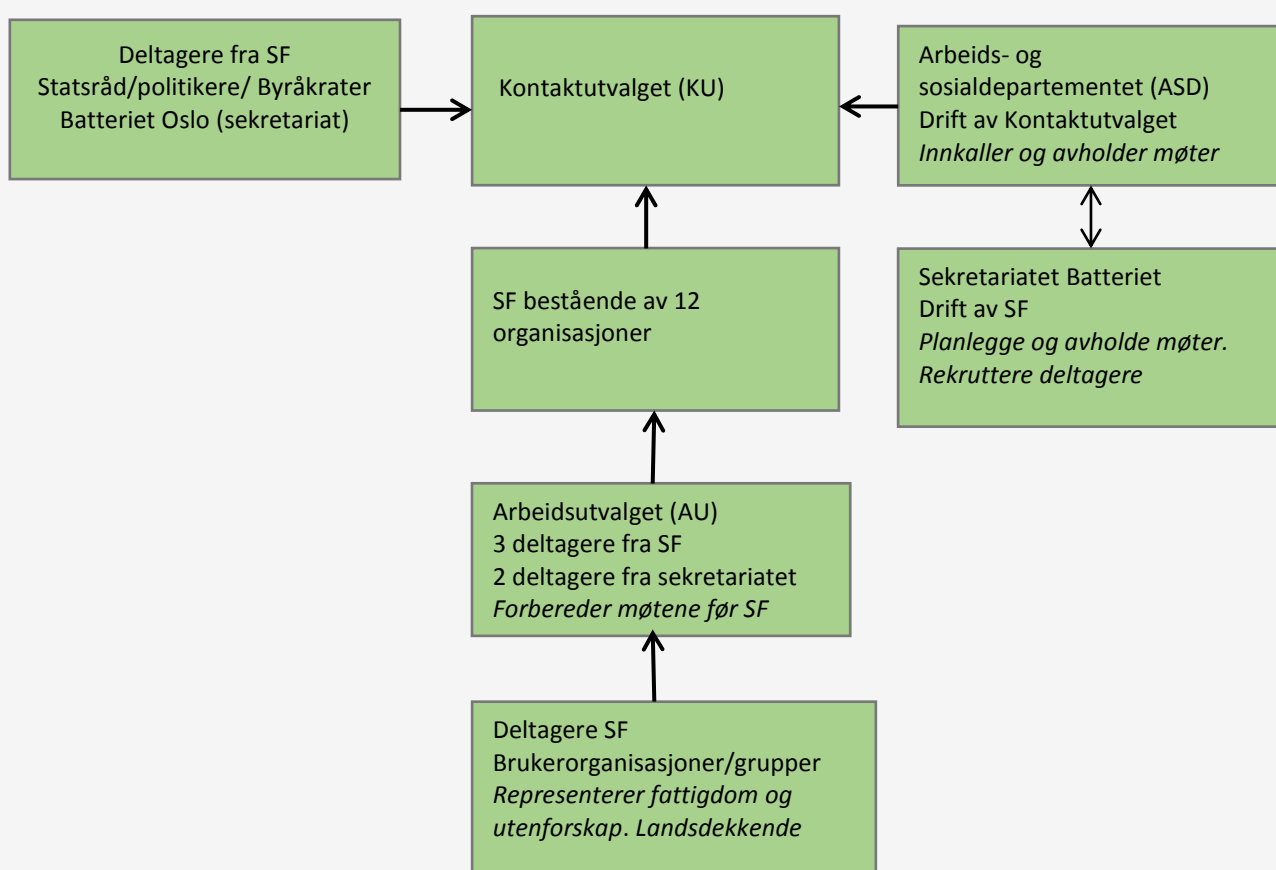 Deltagere fra SF
Statsråd/politikere/ Byråkrater
Batteriet Oslo (sekretariat)
Kontaktutvalget (KU)
Arbeids- og
sosialdepartementet (ASD)
Drift av Kontaktutvalget
Innkaller og avholder møter
SF bestående av 12
organisasjoner
Sekretariatet Batteriet
Drift av SF
Planlegge og avholde møter.
Rekruttere deltagere
Arbeidsutvalget (AU)
3 deltagere fra SF
2 deltagere fra sekretariatet
Forbereder møtene før SF
Deltagere SF
Brukerorganisasjoner/grupper
Representerer fattigdom og
utenforskap. Landsdekkende